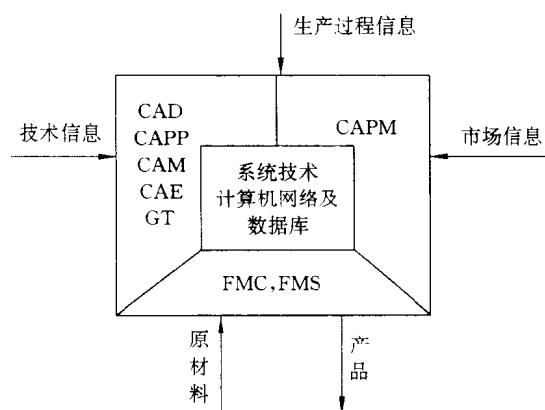 生产过程信息
技术信息
CAD
CAPP
CAM
CAE
GT
CAPM
市场信息
系统技术
计算机网络及
数据库
FMC,FMS
原材料
产品